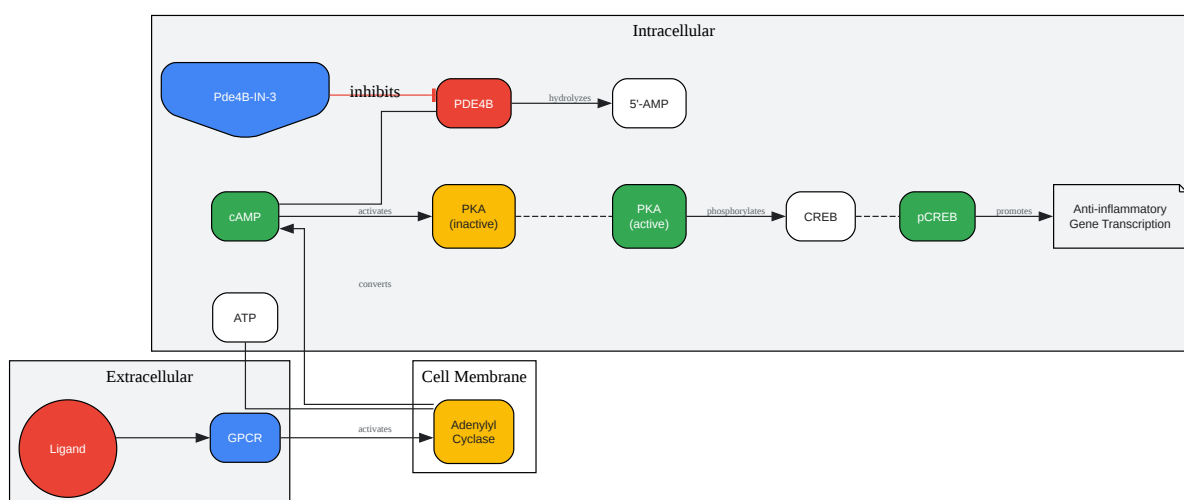 Intracellular
Pde4B-IN-3
inhibits
PDE4B
hydrolyzes
5'-AMP
cAMP
activates
PKA
(inactive)
PKA
(active)
phosphorylates
CREB
pCREB
promotes
Anti-inflammatory
Gene Transcription
converts
ATP
Extracellular
Cell Membrane
Ligand
GPCR
activates
Adenylyl
Cyclase